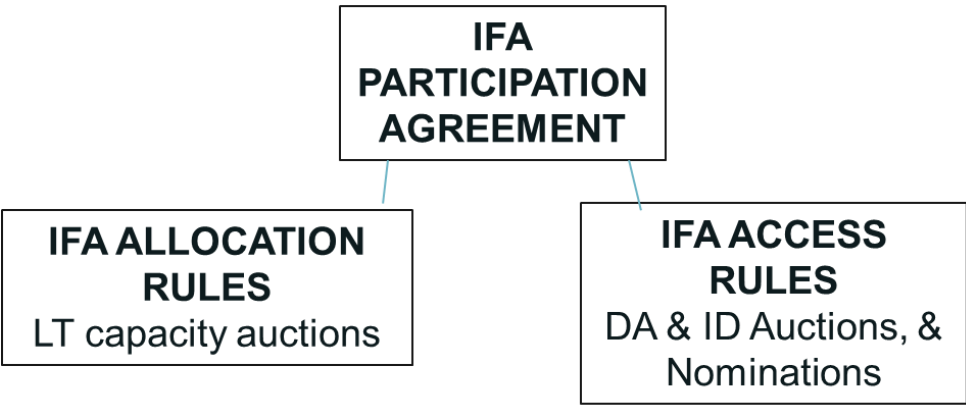 IFA
PARTICIPATION
AGREEMENT
IFA ALLOCATION
RULES
LT capacity auctions
IFA ACCESS
RULES
DA & ID Auctions, &
Nominations